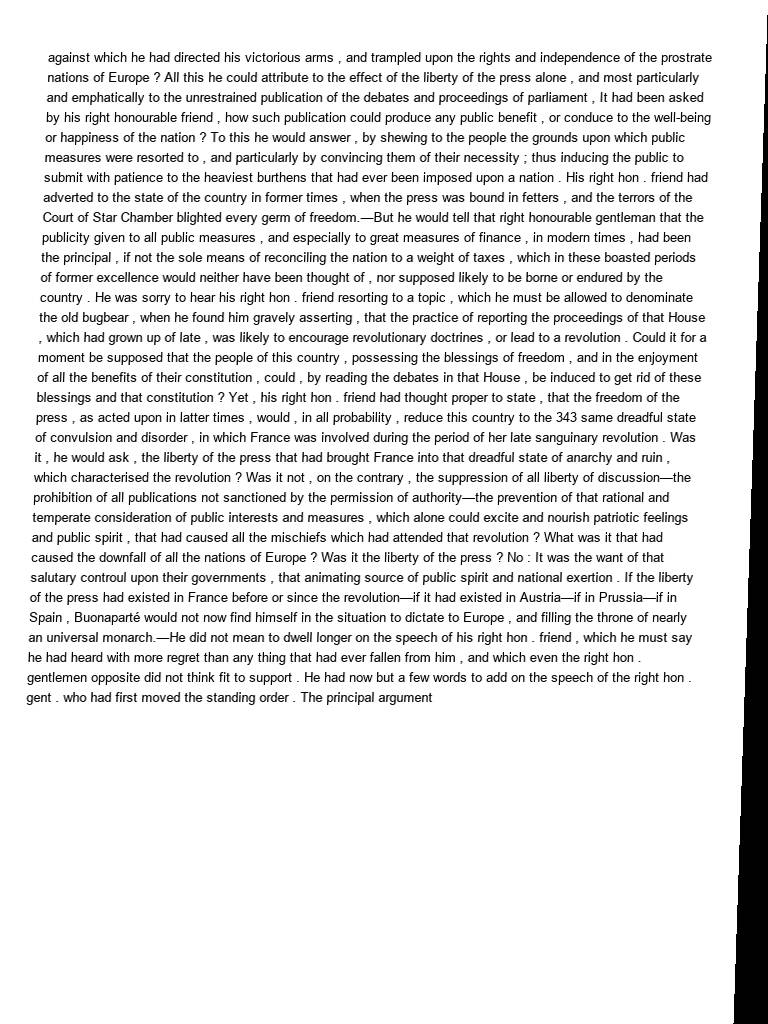 against which he had directed his victorious arms , and trampled upon the rights and independence of the prostrate
nations of Europe ? All this he could attribute to the effect of the liberty of the press alone , and most particularly
and emphatically to the unrestrained publication of the debates and proceedings of parliament , It had been asked
by his right honourable friend , how such publication could produce any public benefit , or conduce to the well-being
or happiness of the nation ? To this he would answer , by shewing to the people the grounds upon which public
measures were resorted to , and particularly by convincing them of their necessity ; thus inducing the public to
submit with patience to the heaviest burthens that had ever been imposed upon a nation . His right hon . friend had
adverted to the state of the country in former times , when the press was bound in fetters , and the terrors of the
Court of Star Chamber blighted every germ of freedom.—But he would tell that right honourable gentleman that the
publicity given to all public measures , and especially to great measures of finance , in modern times , had been
the principal , if not the sole means of reconciling the nation to a weight of taxes , which in these boasted periods
of former excellence would neither have been thought of , nor supposed likely to be borne or endured by the
country . He was sorry to hear his right hon . friend resorting to a topic , which he must be allowed to denominate
the old bugbear , when he found him gravely asserting , that the practice of reporting the proceedings of that House
, which had grown up of late , was likely to encourage revolutionary doctrines , or lead to a revolution . Could it for a
moment be supposed that the people of this country , possessing the blessings of freedom , and in the enjoyment
of all the benefits of their constitution , could , by reading the debates in that House , be induced to get rid of these
blessings and that constitution ? Yet , his right hon . friend had thought proper to state , that the freedom of the
press , as acted upon in latter times , would , in all probability , reduce this country to the 343 same dreadful state
of convulsion and disorder , in which France was involved during the period of her late sanguinary revolution . Was
it , he would ask , the liberty of the press that had brought France into that dreadful state of anarchy and ruin ,
which characterised the revolution ? Was it not , on the contrary , the suppression of all liberty of discussion—the
prohibition of all publications not sanctioned by the permission of authority—the prevention of that rational and
temperate consideration of public interests and measures , which alone could excite and nourish patriotic feelings
and public spirit , that had caused all the mischiefs which had attended that revolution ? What was it that had
caused the downfall of all the nations of Europe ? Was it the liberty of the press ? No : It was the want of that
salutary controul upon their governments , that animating source of public spirit and national exertion . If the liberty
of the press had existed in France before or since the revolution—if it had existed in Austria—if in Prussia—if in
Spain , Buonaparté would not now find himself in the situation to dictate to Europe , and filling the throne of nearly
an universal monarch.—He did not mean to dwell longer on the speech of his right hon . friend , which he must say
he had heard with more regret than any thing that had ever fallen from him , and which even the right hon .
gentlemen opposite did not think fit to support . He had now but a few words to add on the speech of the right hon .
gent . who had first moved the standing order . The principal argument